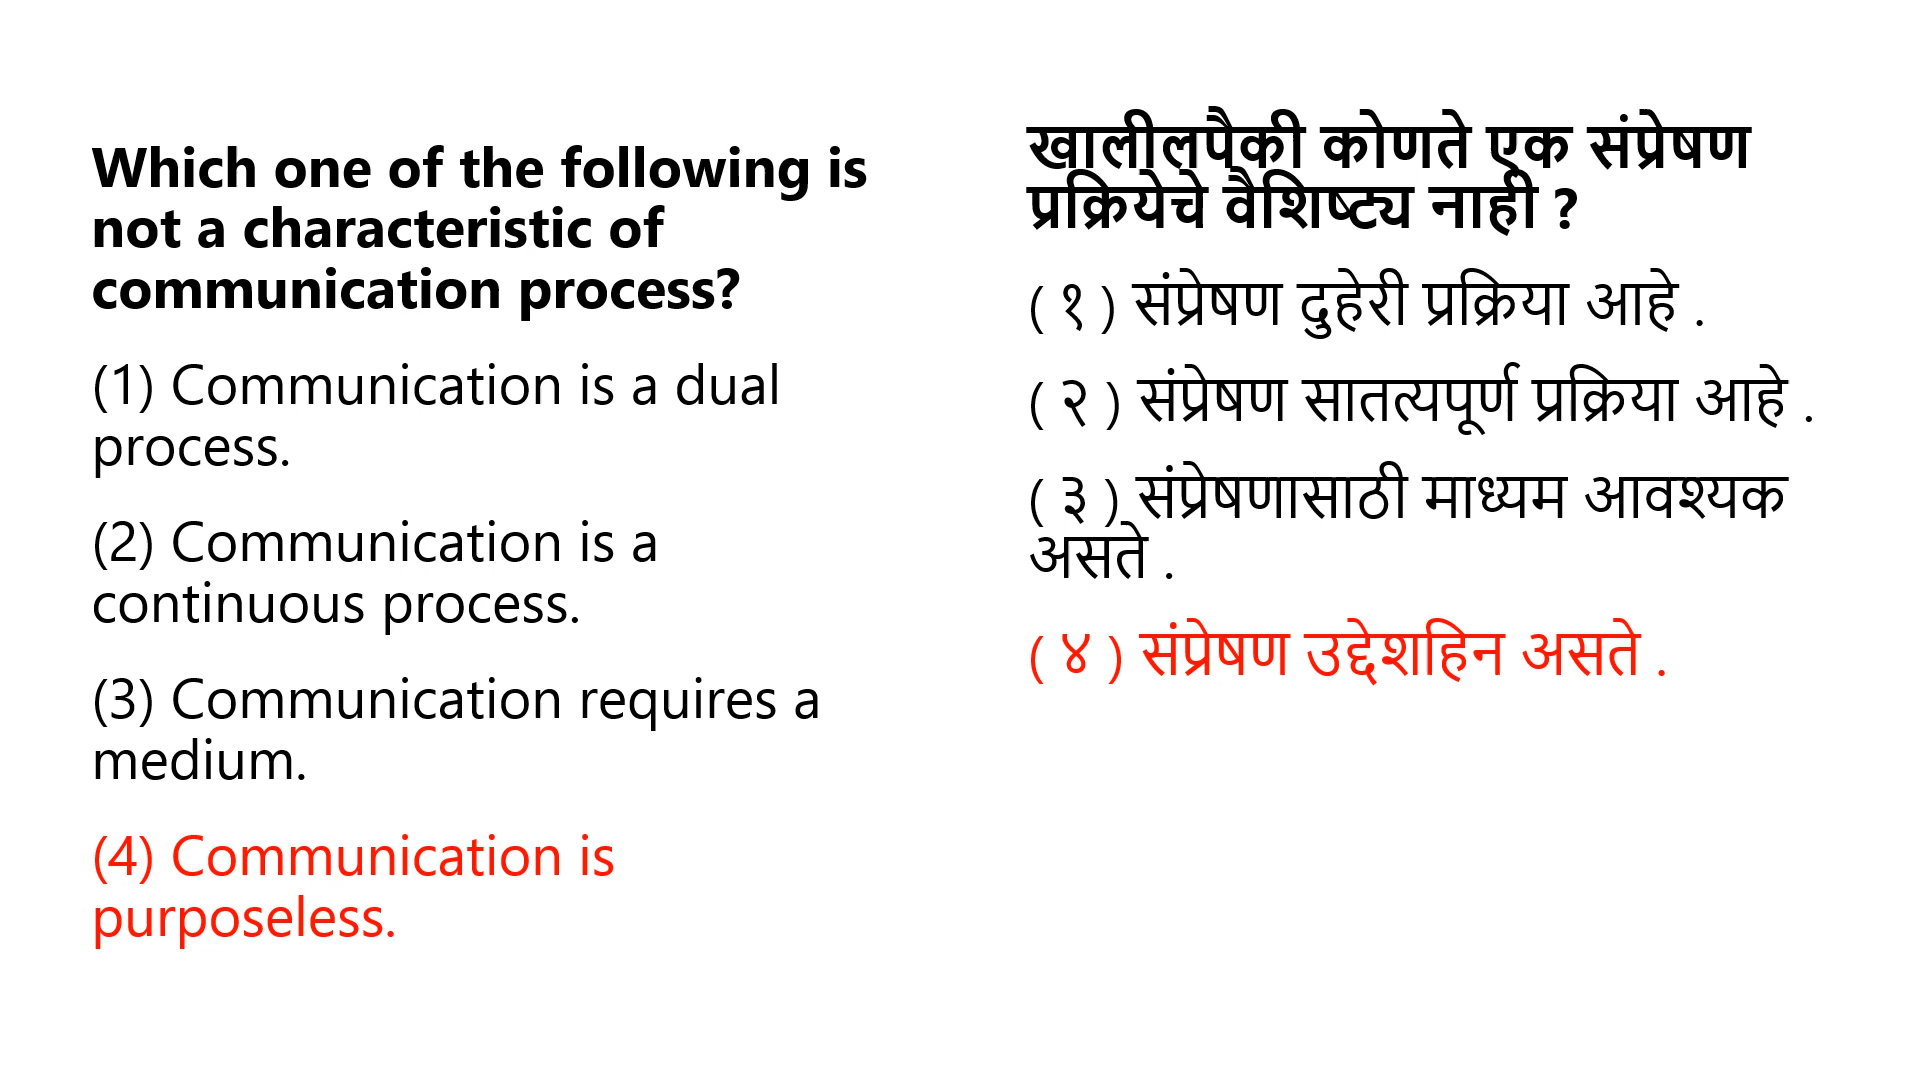 Which one of the following is
not a characteristic of
communication process?
(1) Communication is a dual
process.
(2) Communication is a
continuous process.
(3) Communication requires a
medium.
(4) Communication is
purposeless.
खालीलपैकी कोणते एक संप्रेषण
प्रक्रियेचे वैशिष्ट्य नाही ?
( १ ) संप्रेषण दुहेरी प्रक्रिया आहे .
( २ ) संप्रेषण सातत्यपूर्ण प्रक्रिया आहे .
( ३ ) संप्रेषणासाठी माध्यम आवश्यक
असते .
( ४ ) संप्रेषण उद्देशहिन असते .